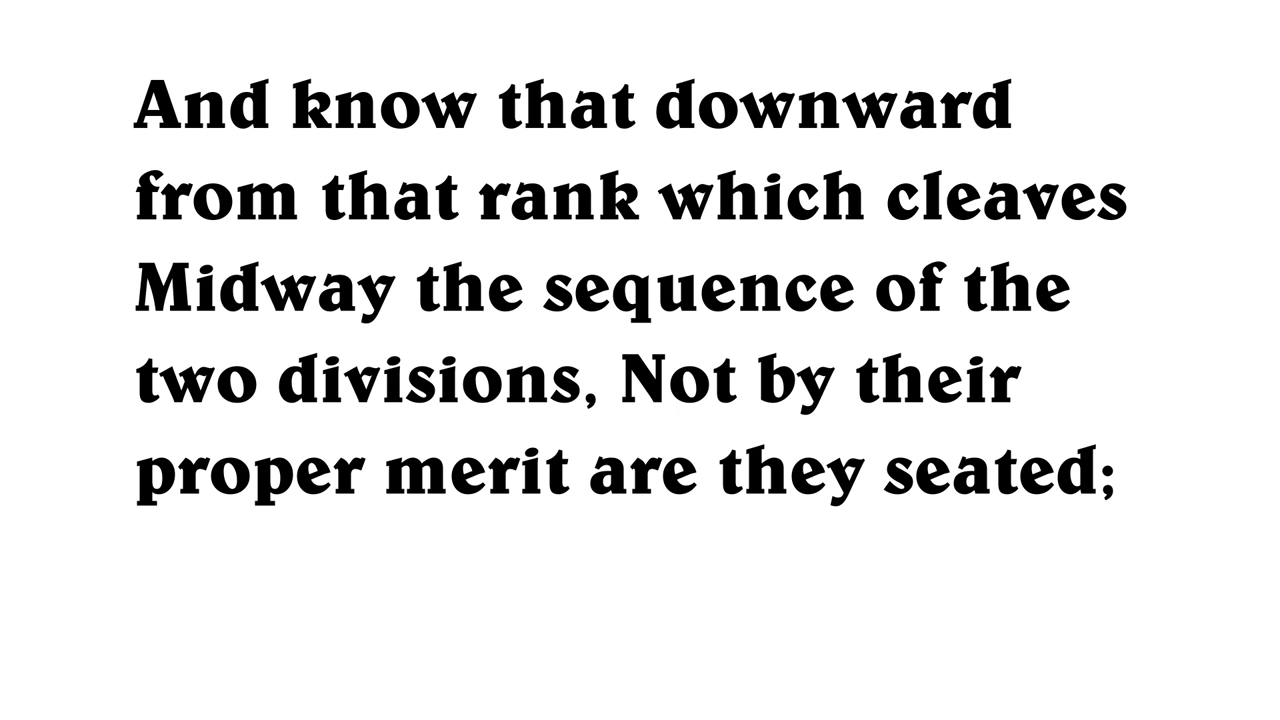 And know that downward
from that rank which cleaves
Midway the sequence of the
two divisions, Not by their
proper merit are they seated;